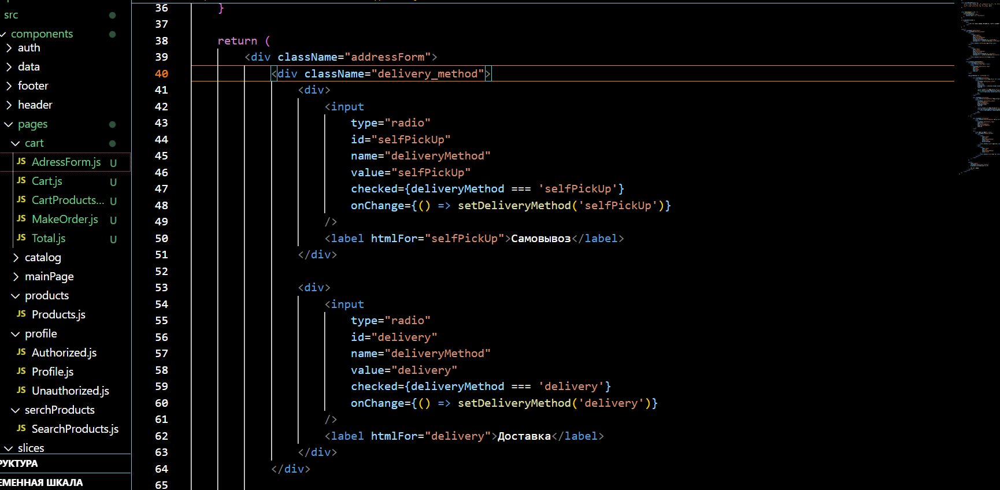 src
components
auth
data
footer
header
pages
cart
JS AdressForm.js U
JS Cart.js U
JS CartProducts... U
JS MakeOrder.js U
JS Total.js U
catalog
mainPage
products
JS Products.js
profile
JS Authorized.js
JS Profile.js
JS Unauthorized.js
serchProducts
JS SearchProducts.js
slices
РУКТУРА
ЕМЕННАЯ ШКАЛА
36 }
37
38 return (
39 <div className="addressForm">
40 <div className="delivery_method">
41 <div>
42 <input
43 type="radio"
44 id="selfPickUp"
45 name="deliveryMethod"
46 value="selfPickUp"
47 checked={deliveryMethod === 'selfPickUp'}
48 onChange={() => setDeliveryMethod('selfPickUp')}
49 />
50 <label htmlFor="selfPickUp">Самовывоз</label>
51 </div>
52
53 <div>
54 <input
55 type="radio"
56 id="delivery"
57 name="deliveryMethod"
58 value="delivery"
59 checked={deliveryMethod === 'delivery'}
60 onChange={() => setDeliveryMethod('delivery')}
61 />
62 <label htmlFor="delivery">Доставка</label>
63 </div>
64 </div>
65